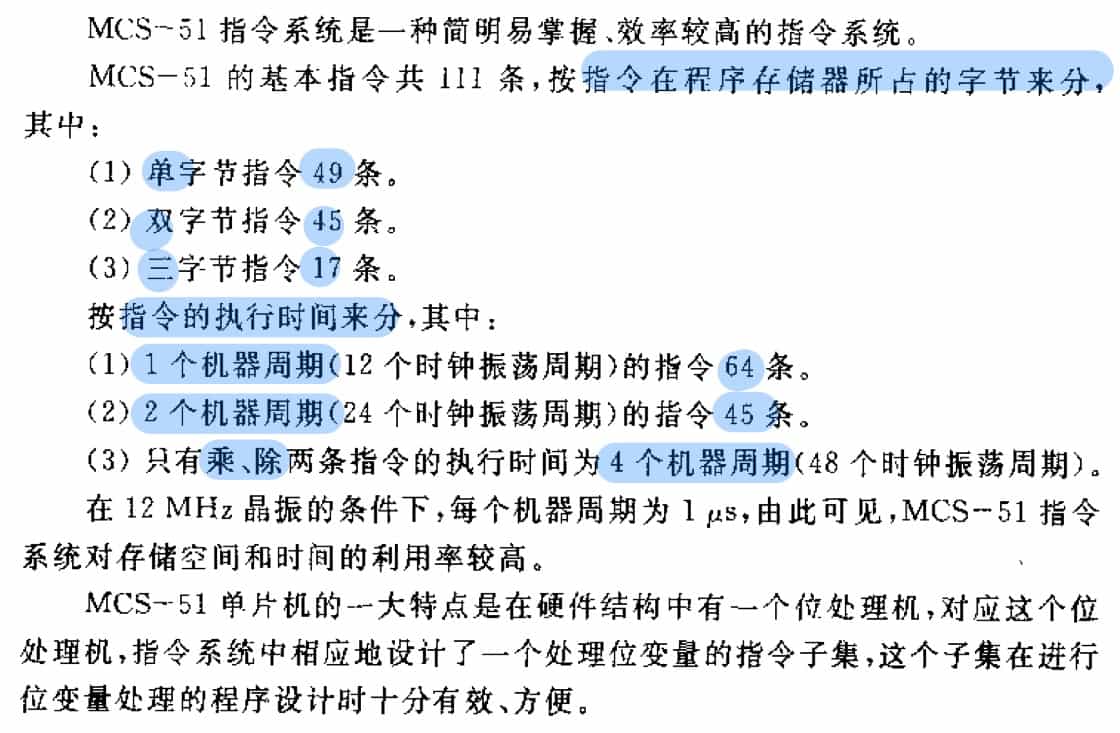 MCS-51 指令系统是一种简明易掌握、效率较高的指令系统。
MCS-51 的基本指令共 111 条,按指令在程序存储器所占的字节来分,
其中:
(1) 单字节指令 49 条。
(2) 双字节指令 45 条。
(3) 三字节指令 17 条。
按指令的执行时间来分,其中:
(1) 1 个机器周期(12 个时钟振荡周期)的指令 64 条。
(2) 2 个机器周期(24 个时钟振荡周期)的指令 45 条。
(3) 只有乘、除两条指令的执行时间为 4 个机器周期(48 个时钟振荡周期)。
在 12 MHz 晶振的条件下,每个机器周期为 1 μs,由此可见,MCS-51 指令
系统对存储空间和时间的利用率较高。
MCS-51 单片机的一大特点是在硬件结构中有一个位处理机,对应这个位
处理机,指令系统中相应地设计了一个处理位变量的指令子集,这个子集在进行
位变量处理的程序设计时十分有效、方便。